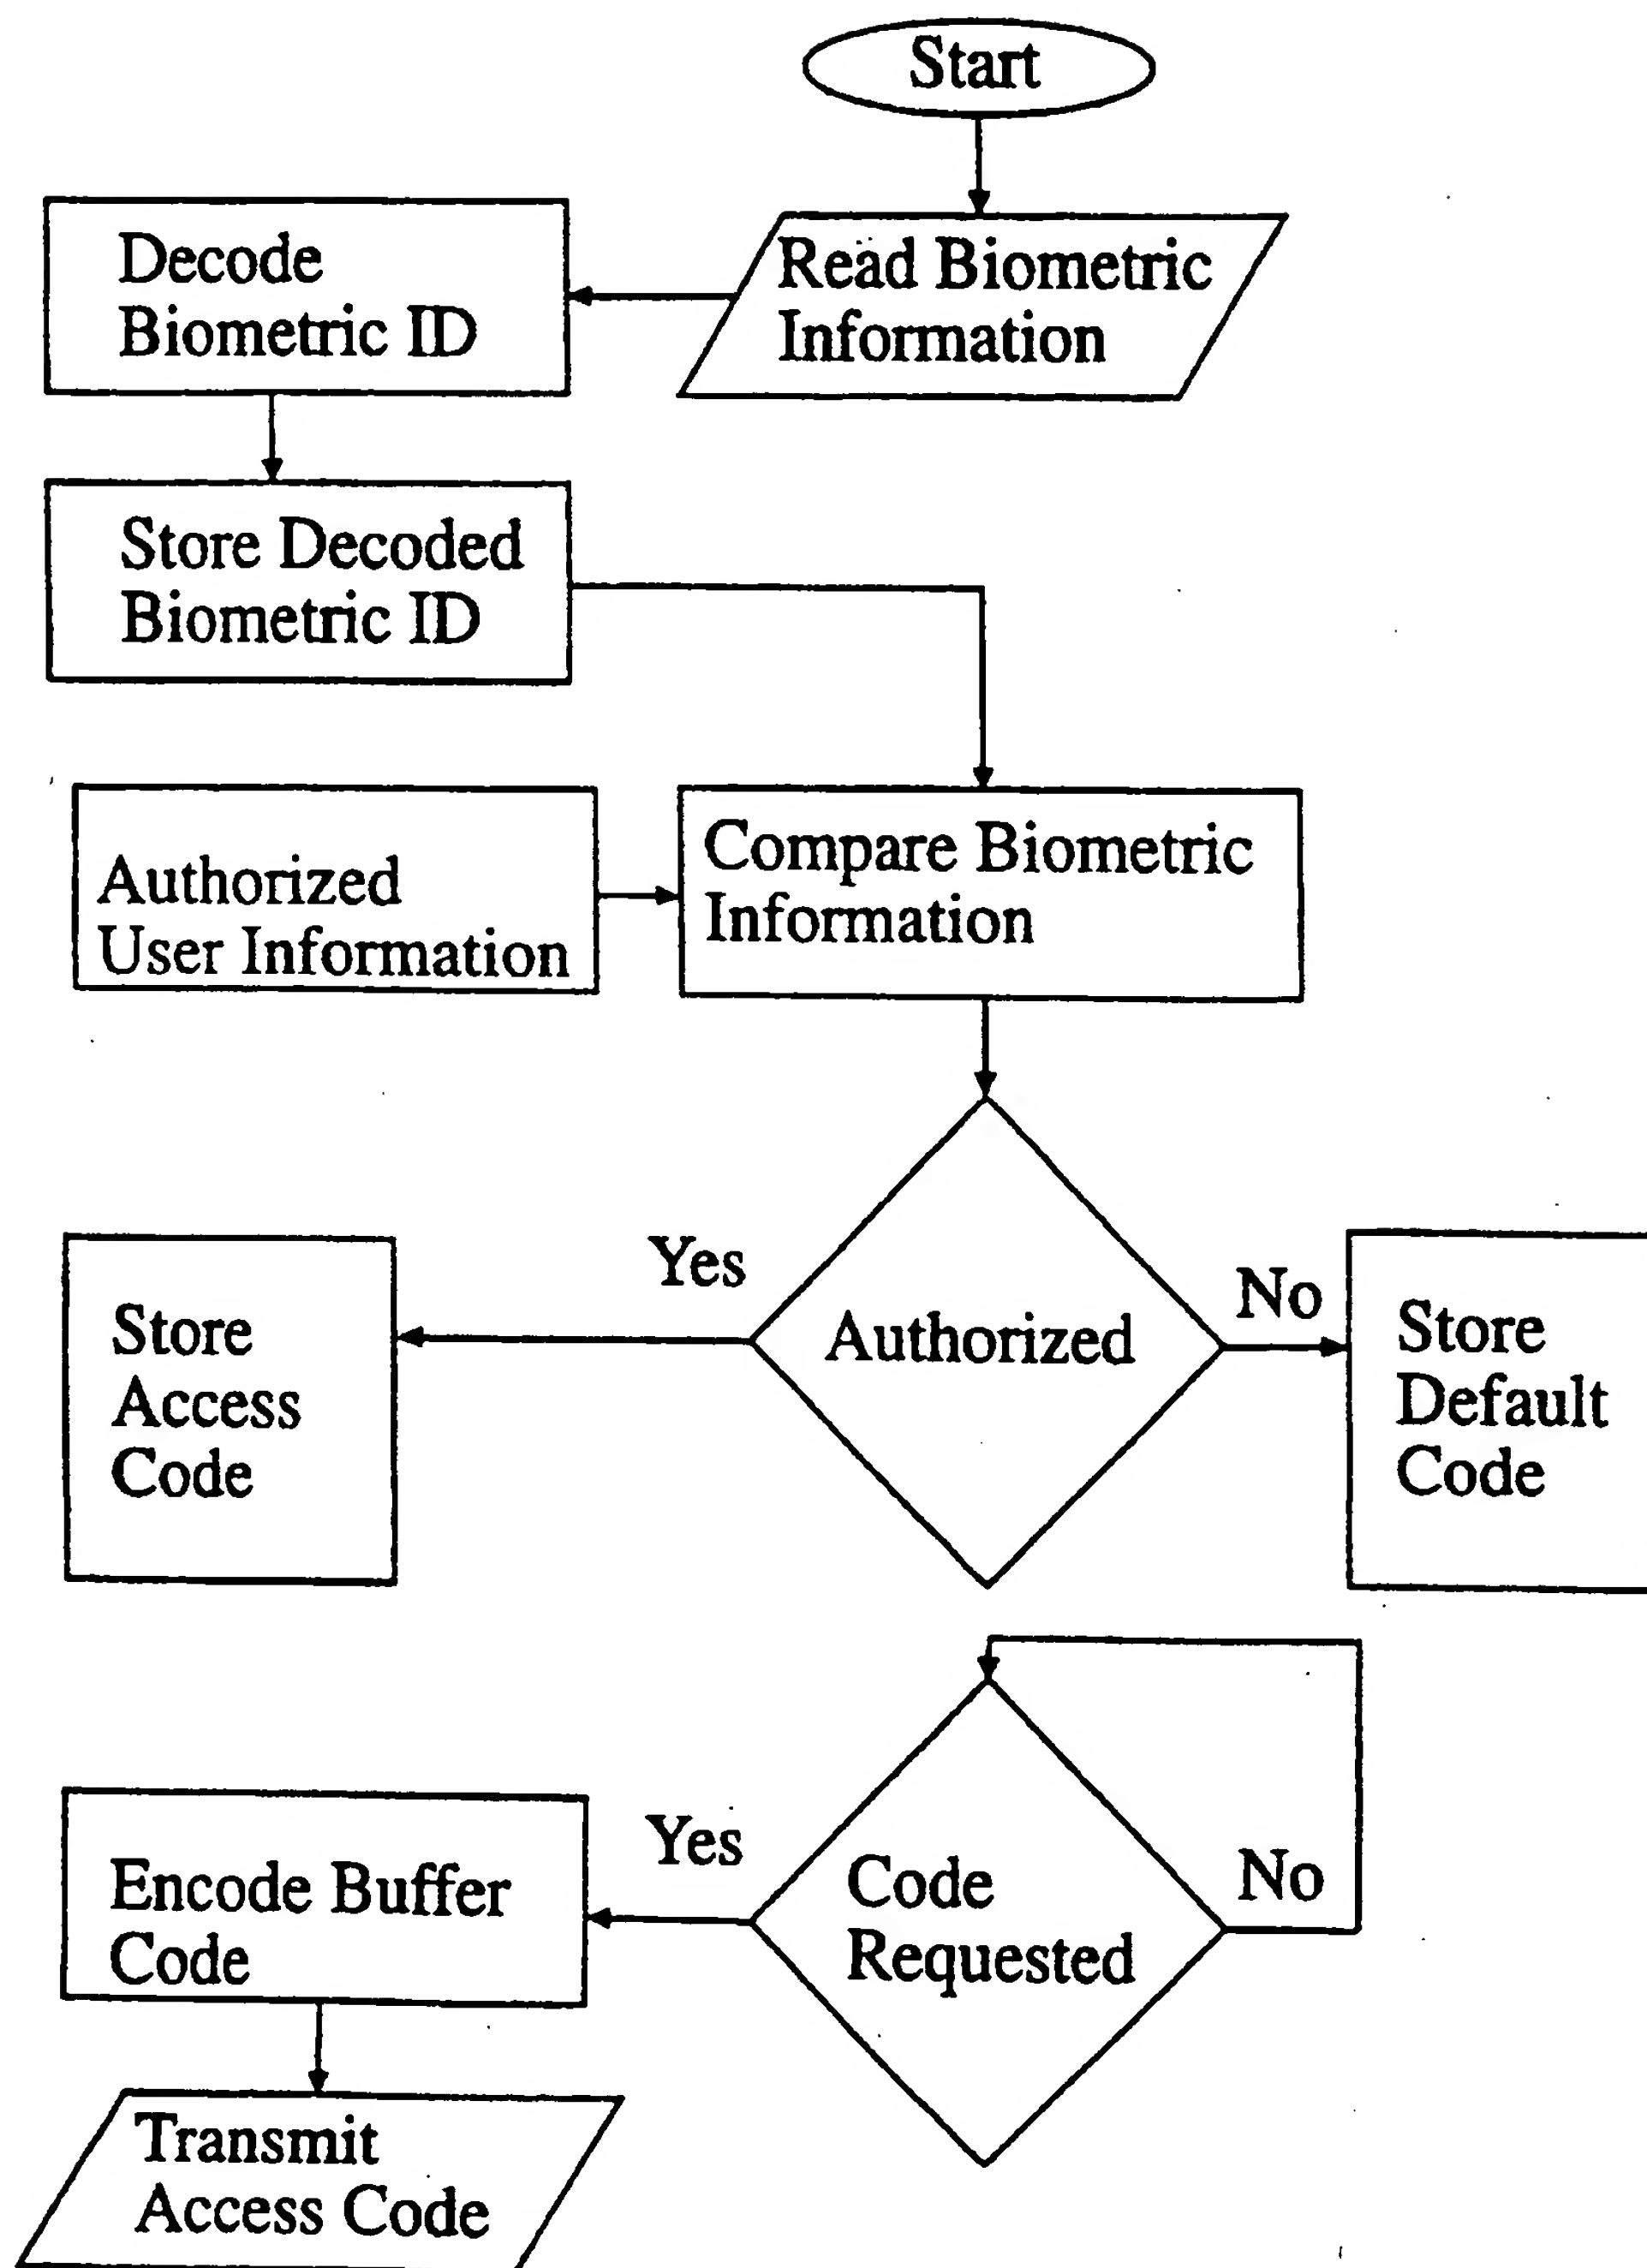 Start
Read Biometric
Information
Decode
Biometric ID
Store Decoded
Biometric ID
Authorized
User Information
Compare Biometric
Information
Authorized
Yes
No
Store
Access
Code
Store
Default
Code
Code
Requested
Yes
No
Encode Buffer
Code
Transmit
Access Code